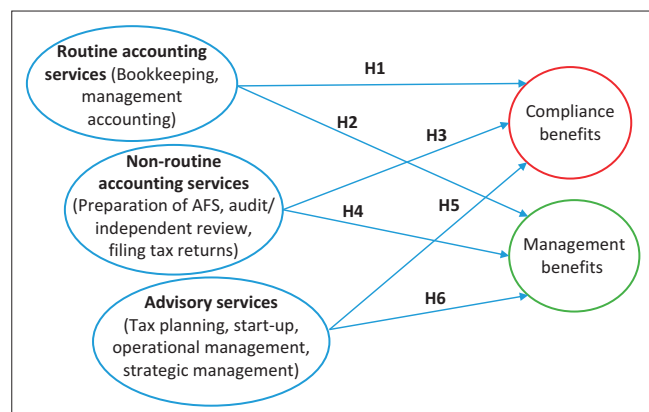 Routine accounting
services (Bookkeeping,
management
accounting)
H1
Compliance
benefits
H2
H3
Non-routine
accounting services
(Preparation of AFS, audit/
independent review,
filing tax returns)
H4
H5
Management
benefits
Advisory services
(Tax planning, start-up,
operational management,
strategic management)
H6